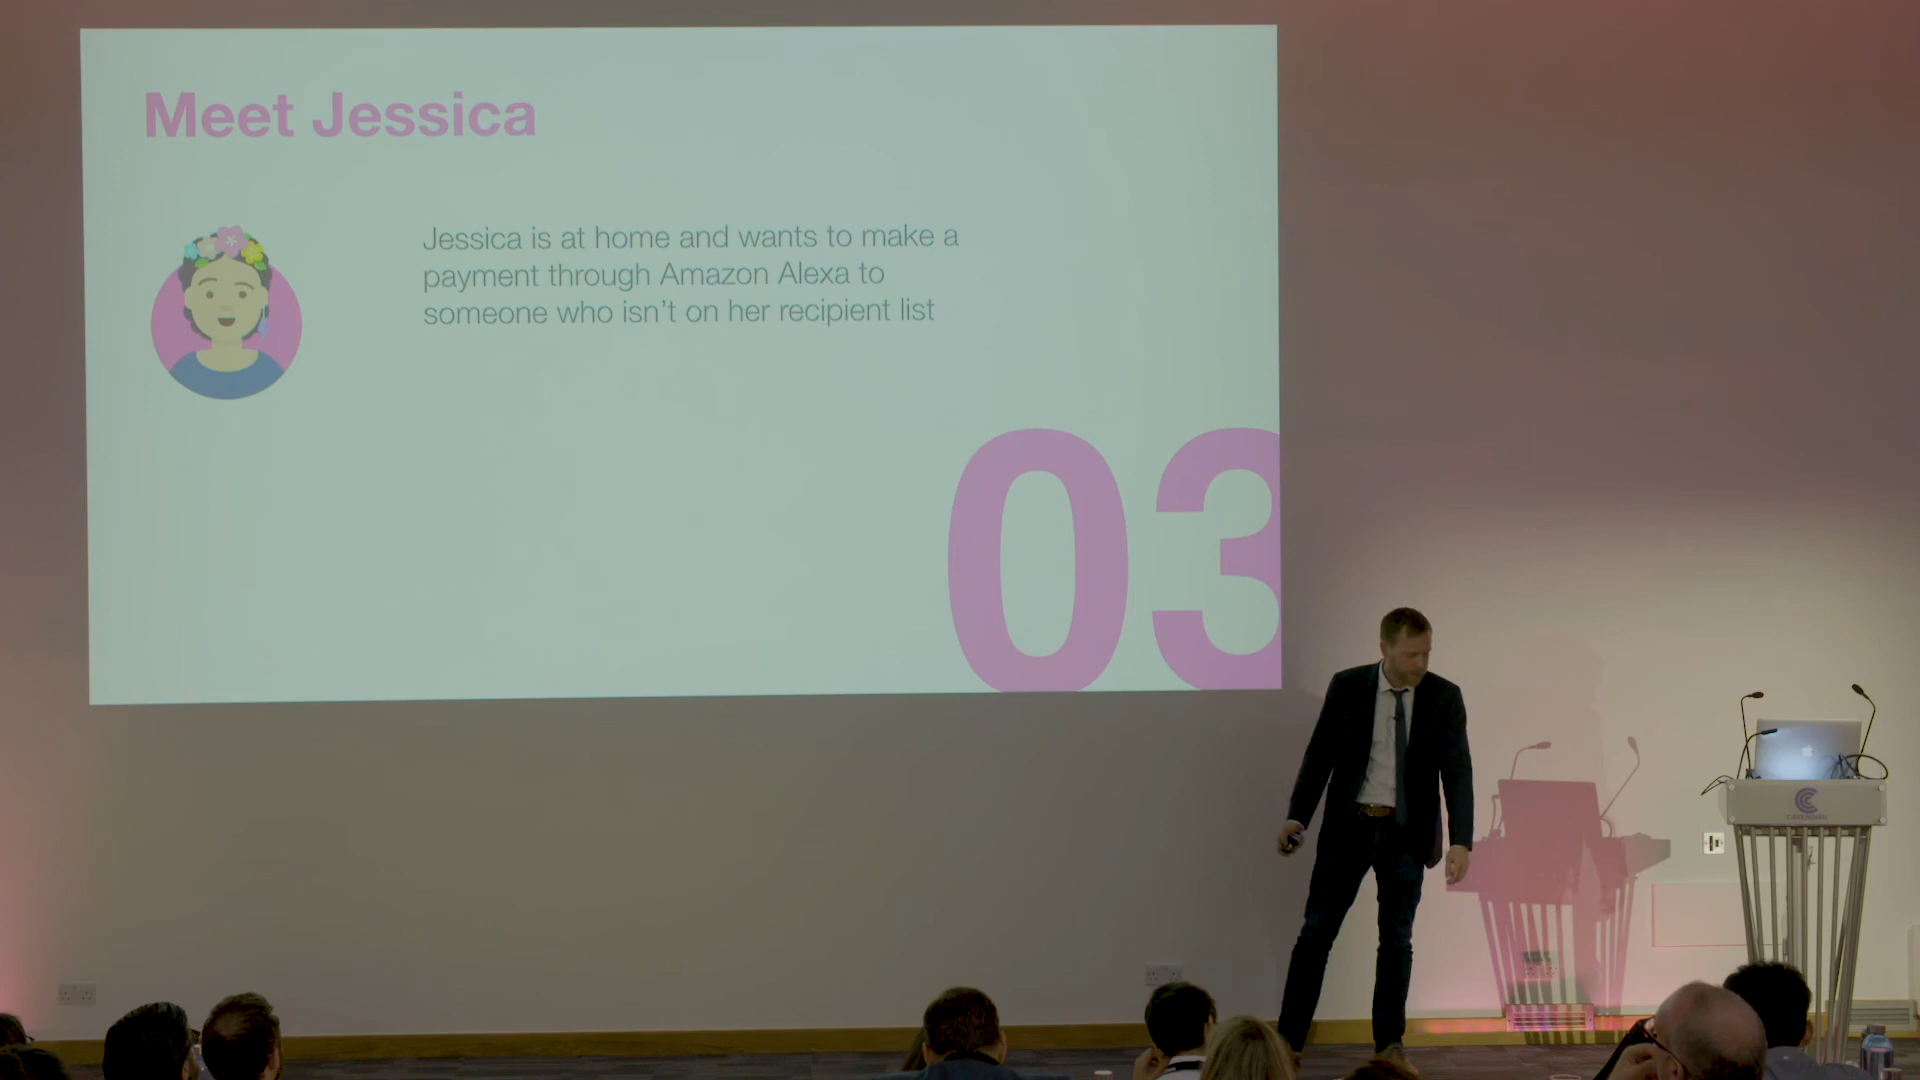 Meet Jessica
Jessica is at home and wants to make a
payment through Amazon Alexa to
someone who isn't on her recipient list
03